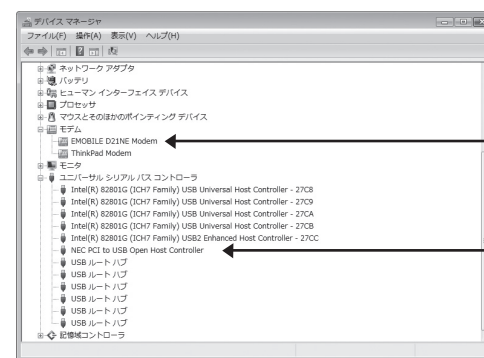 デバイス マネージャ
ファイル(F) 操作(A) 表示(V) ヘルプ(H)
ネットワーク アダプタ
バッテリ
ヒューマン インターフェイス デバイス
プロセッサ
マウスとそのほかのポインティング デバイス
モデム
EMOBILE D21NE Modem
ThinkPad Modem
モニタ
ユニバーサル シリアル バス コントローラ
Intel(R) 82801G (ICH7 Family) USB Universal Host Controller - 27C8
Intel(R) 82801G (ICH7 Family) USB Universal Host Controller - 27C9
Intel(R) 82801G (ICH7 Family) USB Universal Host Controller - 27CA
Intel(R) 82801G (ICH7 Family) USB Universal Host Controller - 27CB
Intel(R) 82801G (ICH7 Family) USB2 Enhanced Host Controller - 27CC
NEC PCI to USB Open Host Controller
USB ルート ハブ
USB ルート ハブ
USB ルート ハブ
USB ルート ハブ
USB ルート ハブ
USB ルート ハブ
記憶域コントローラ